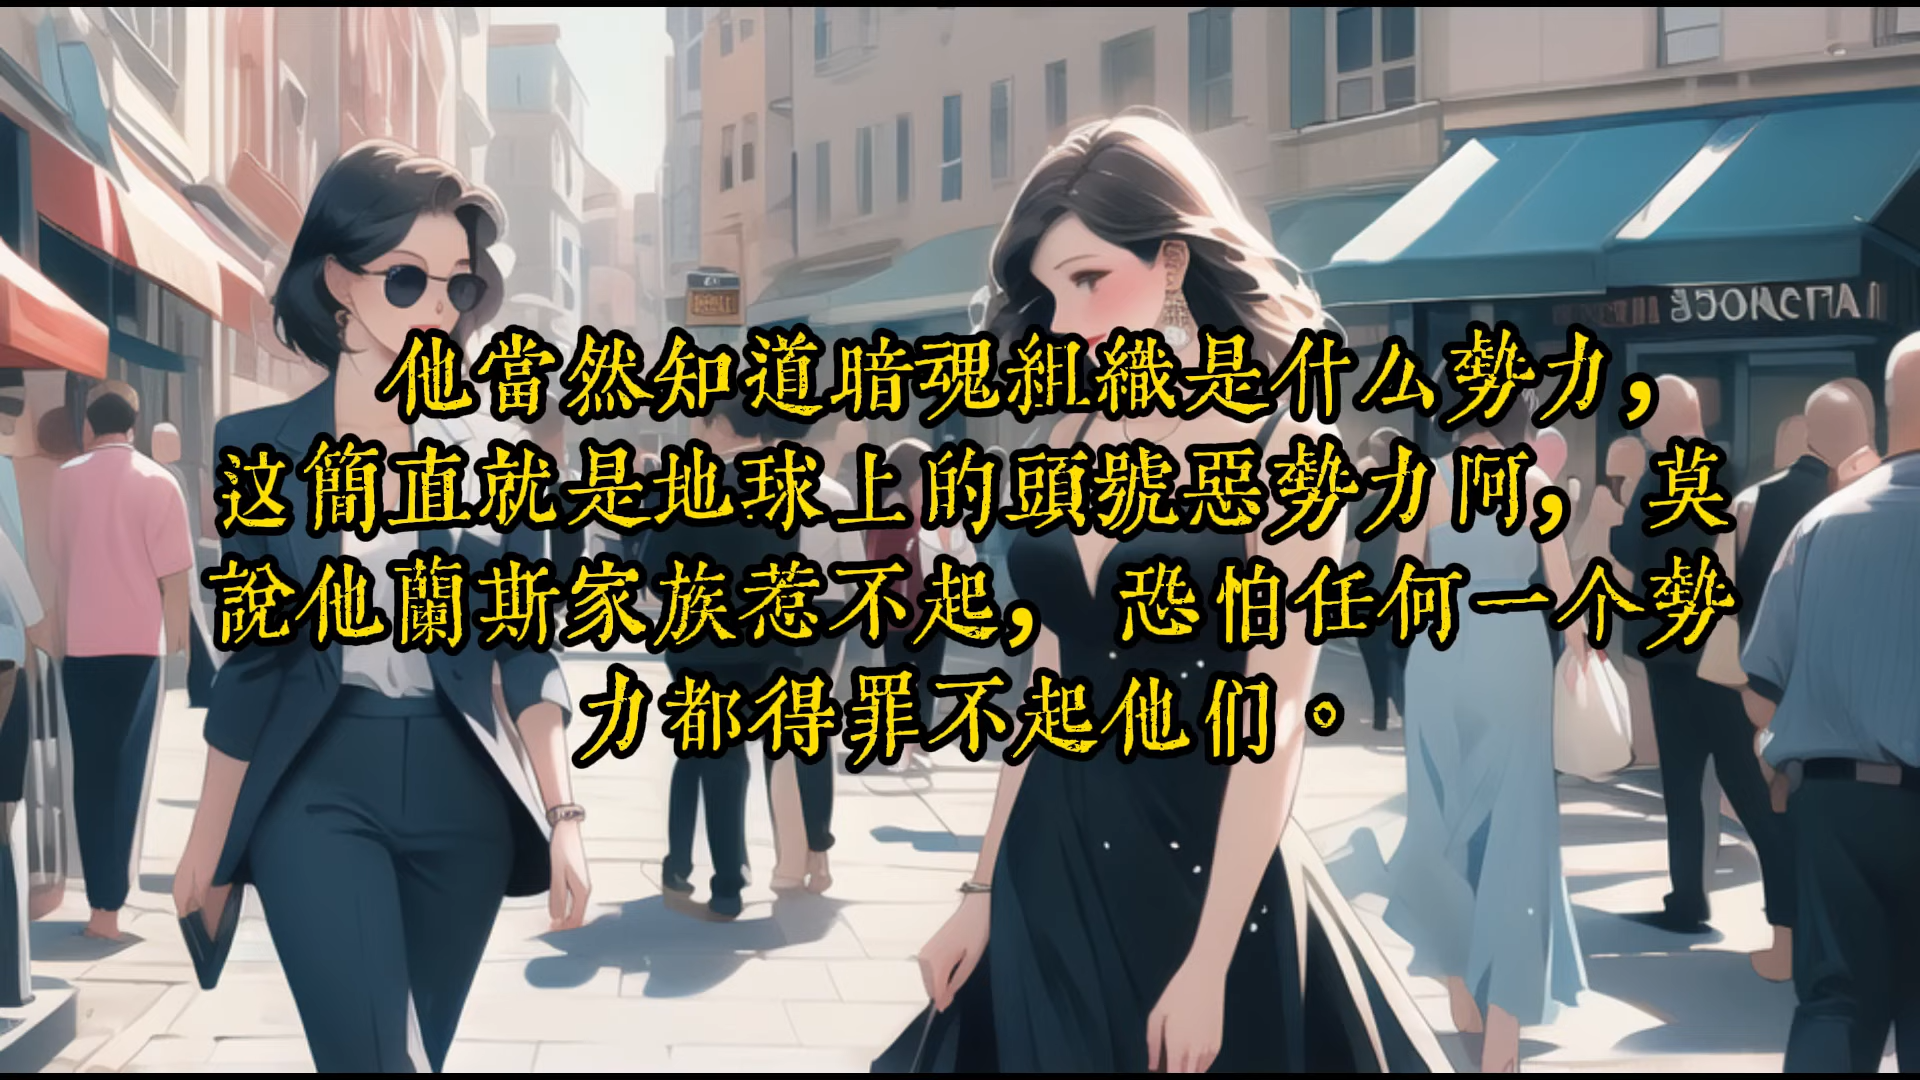 他當然知道暗魂組織是什么勢力，
这簡直就是地球上的頭號惡勢力阿，莫
說他蘭斯家族惹不起，恐怕任何一个勢
力都得罪不起他们。